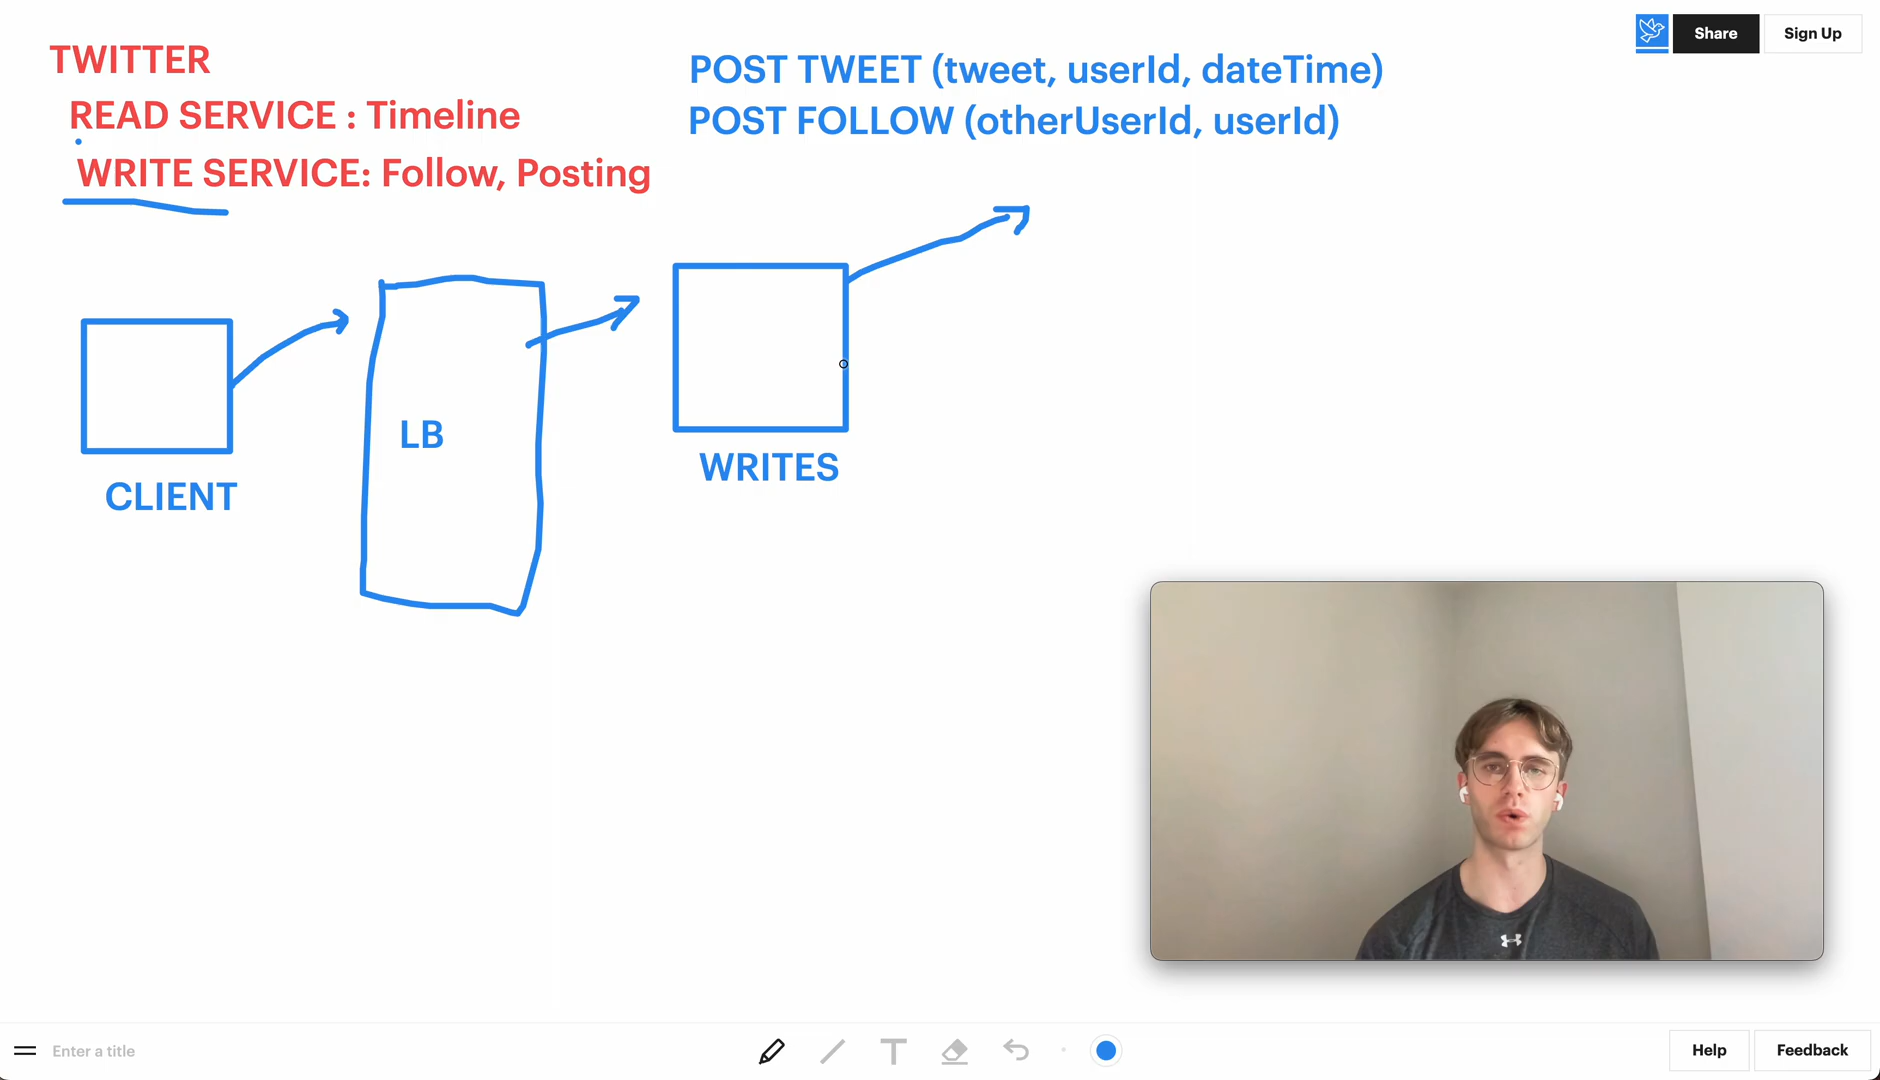 TWITTER
READ SERVICE : Timeline
WRITE SERVICE: Follow, Posting
POST TWEET (tweet, userId, dateTime)
POST FOLLOW (otherUserId, userId)
Share
Sign Up
LB
CLIENT
WRITES
Enter a title
T
Help
Feedback